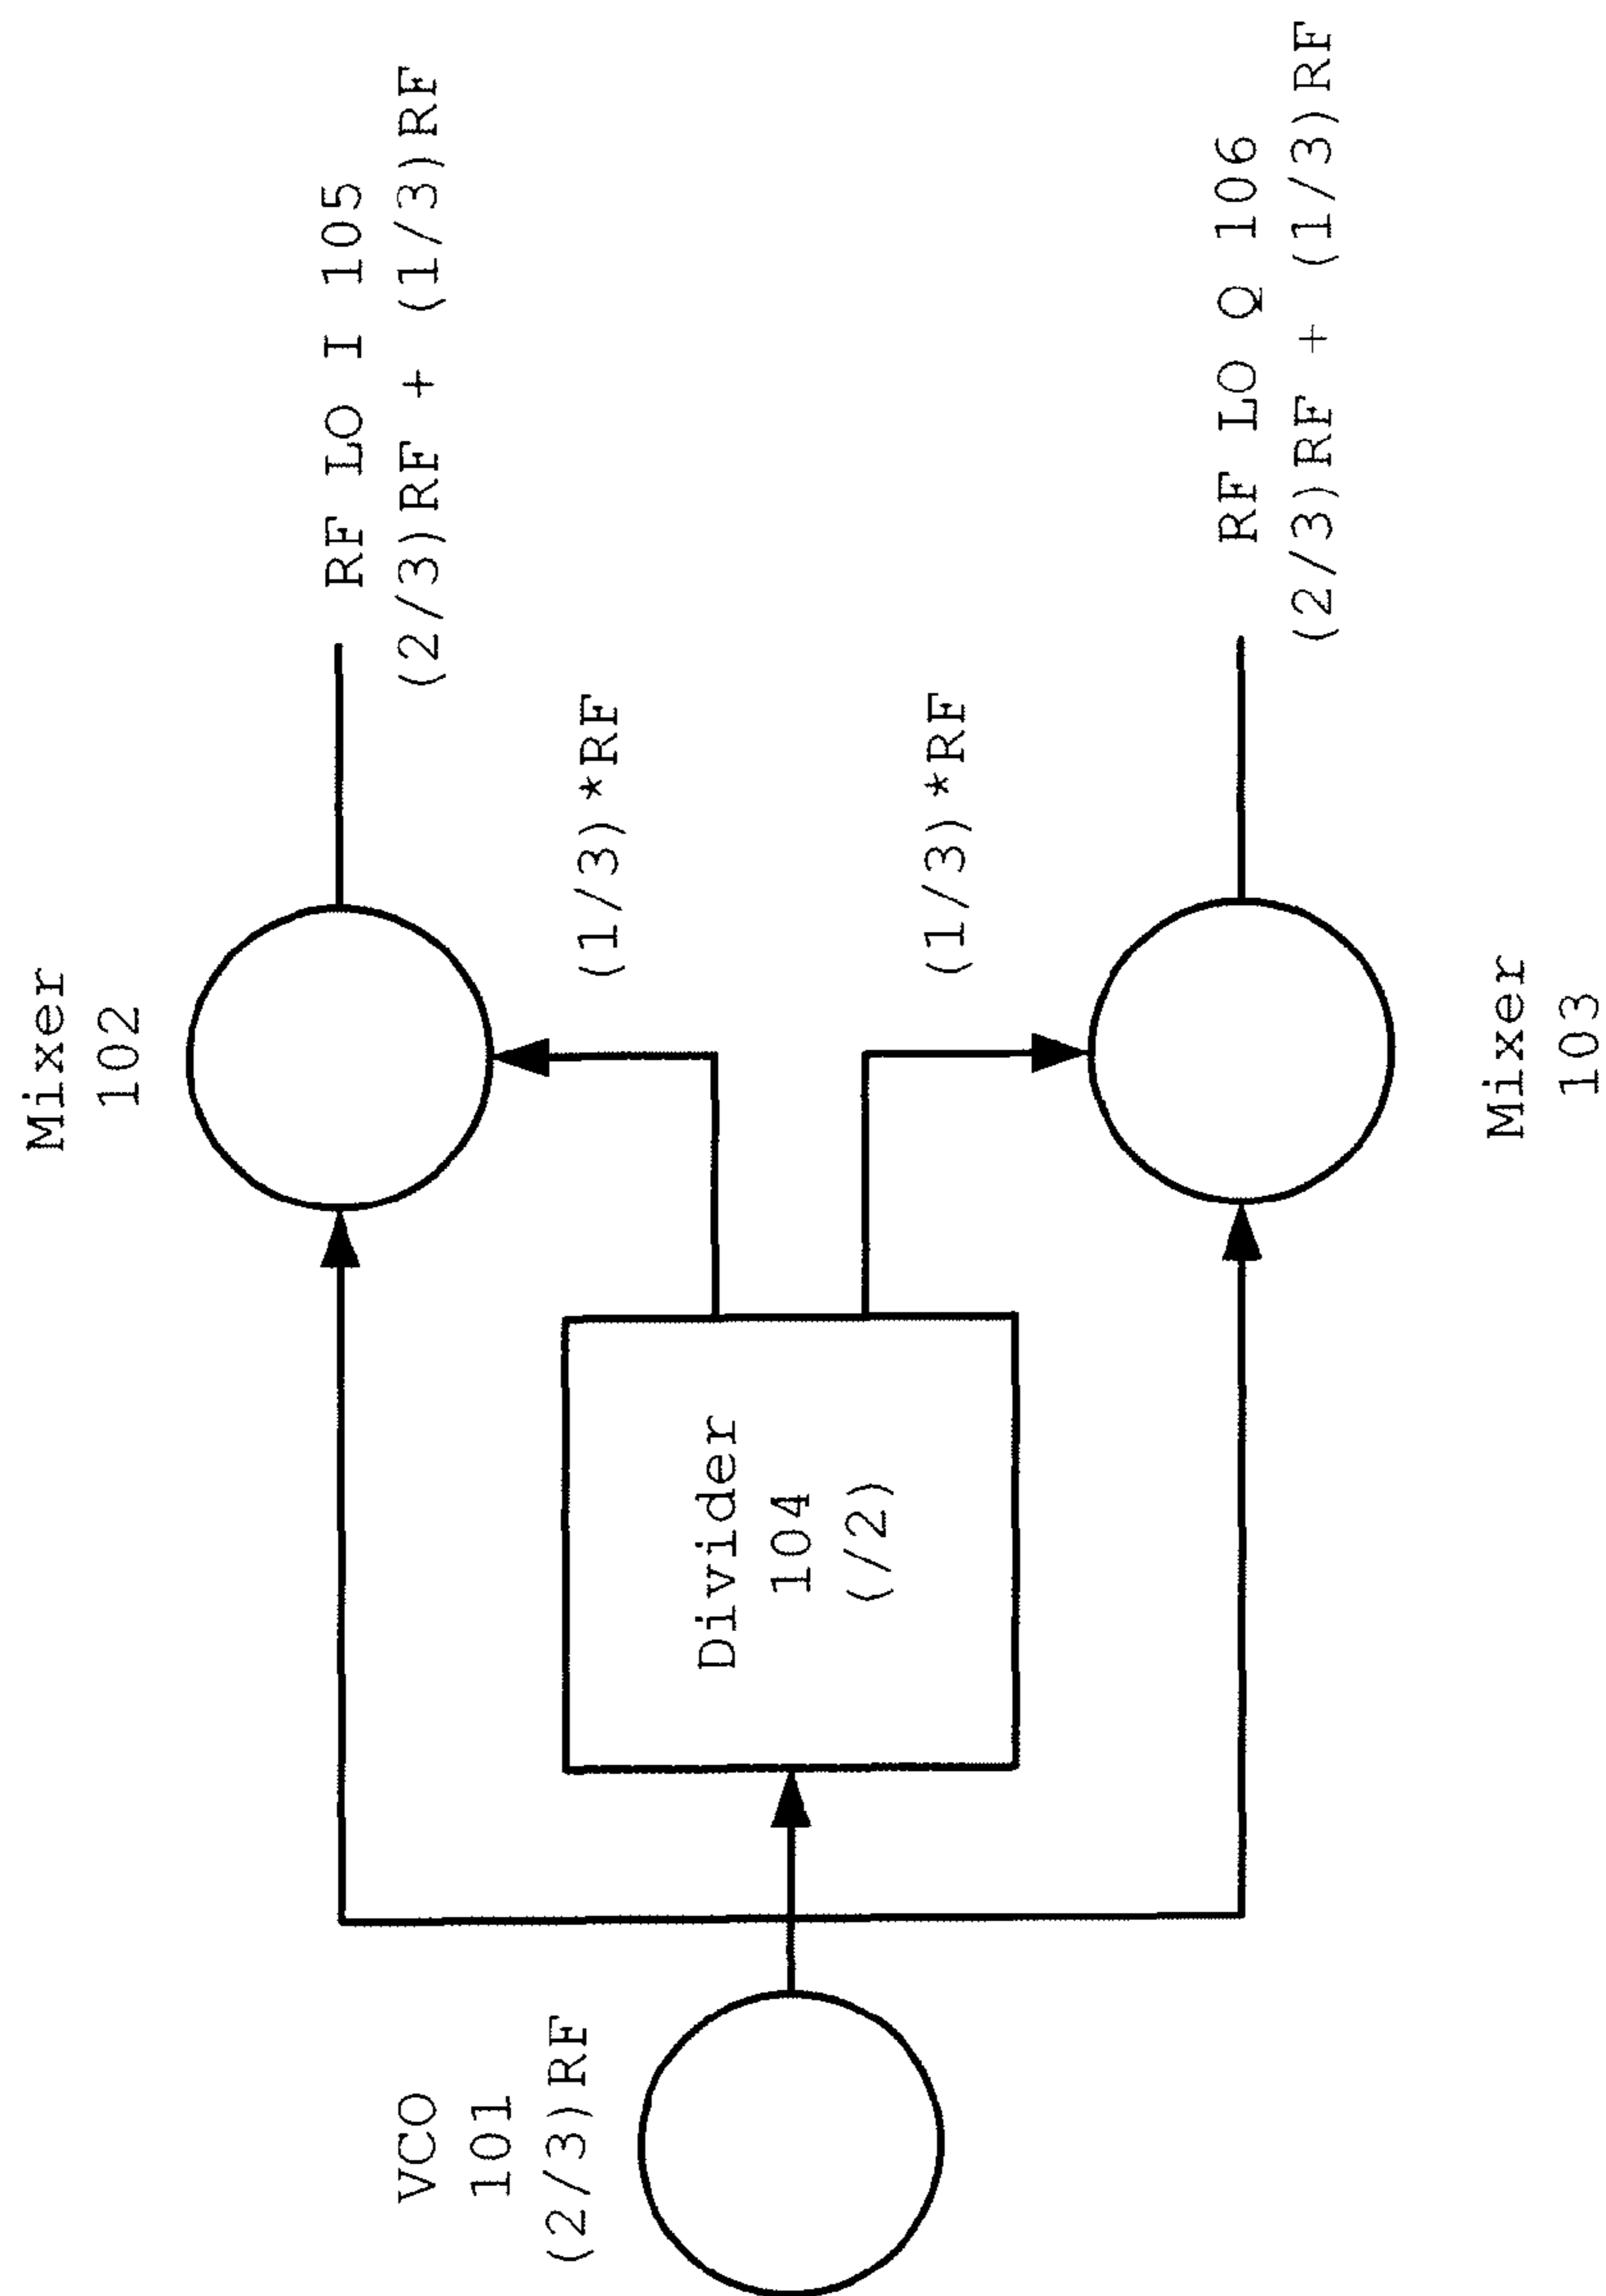 Mixer
102
RF LO I 105
(2/3)RF + (1/3)RF
(1/3)*RF
VCO
101
(2/3)RF
Divider
104
(/2)
(1/3)*RF
RF LO Q 106
(2/3)RF + (1/3)RF
Mixer
103